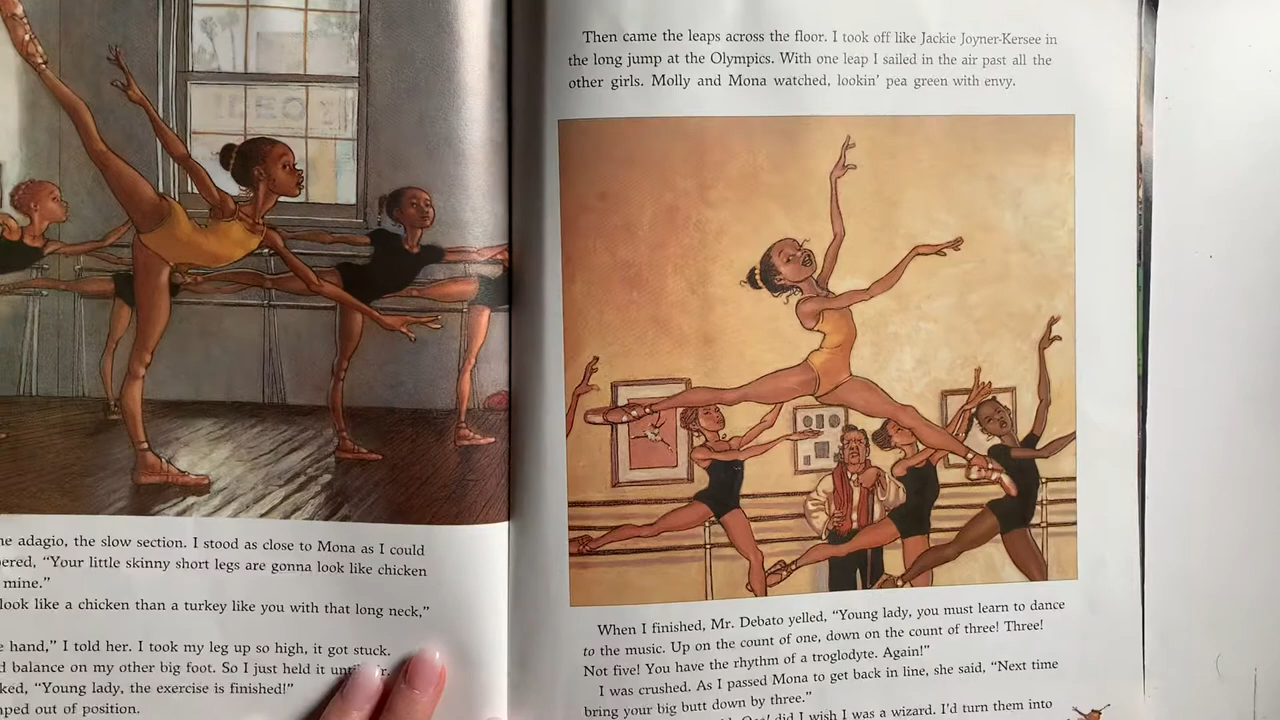 he adagio, the slow section. I stood as close to Mona as I could
ered, “Your little skinny short legs are gonna look like chicken
mine.”
look like a chicken than a turkey like you with that long neck,”
e hand,” I told her. I took my leg up so high, it got stuck.
d balance on my other big foot. So I just held it until r.
ked, “Young lady, the exercise is finished!”
ped out of position.
Then came the leaps across the floor. I took off like Jackie Joyner-Kersee in
the long jump at the Olympics. With one leap I sailed in the air past all the
other girls. Molly and Mona watched, lookin’ pea green with envy.
When I finished, Mr. Debato yelled, “Young lady, you must learn to dance
to the music. Up on the count of one, down on the count of three! Three!
Not five! You have the rhythm of a troglodyte. Again!”
I was crushed. As I passed Mona to get back in line, she said, “Next time
bring your big butt down by three.”
did I wish I was a wizard. I’d turn them into